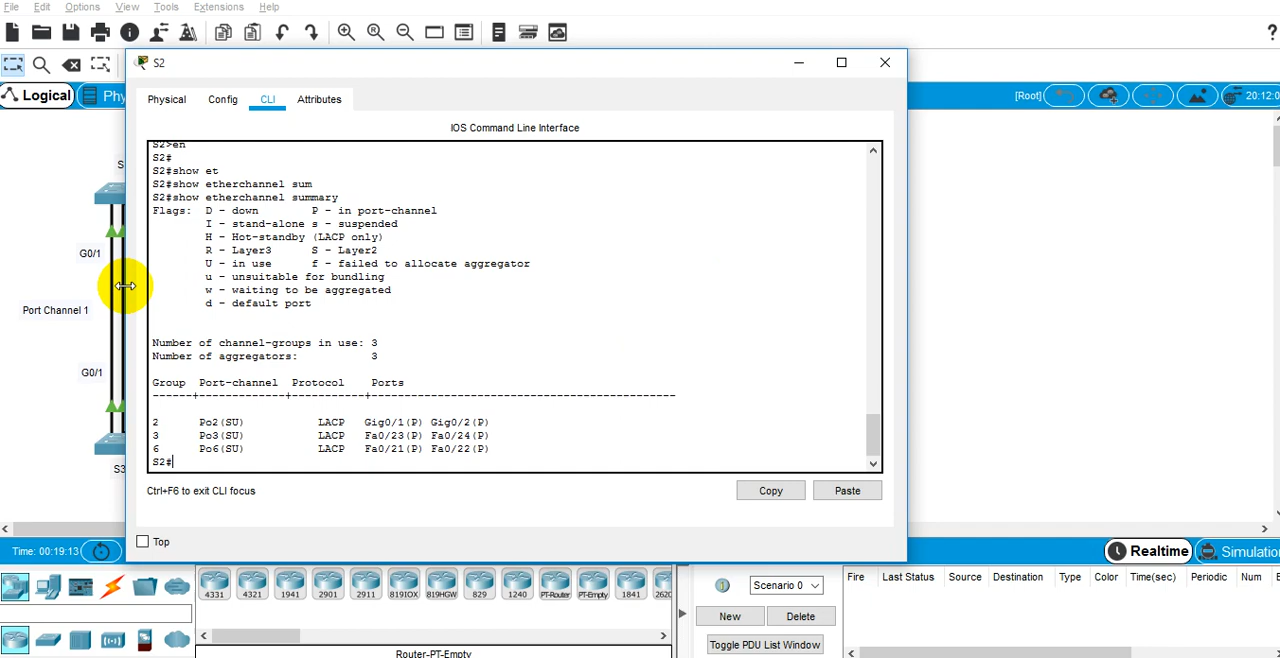 File Edit Options View Tools Extensions Help
?
S2
Logical Phy [Root] 20:12:0
Physical Config CLI Attributes
IOS Command Line Interface
S2>en
S2#
S2#show et
S2#show etherchannel sum
S2#show etherchannel summary
Flags: D - down P - in port-channel
I - stand-alone s - suspended
H - Hot-standby (LACP only)
R - Layer3 S - Layer2
U - in use f - failed to allocate aggregator
u - unsuitable for bundling
w - waiting to be aggregated
d - default port
Number of channel-groups in use: 3
Number of aggregators: 3
Group Port-channel Protocol Ports
------+-------------+-----------+----------------------------------------------
2 Po2(SU) LACP Gig0/1(P) Gig0/2(P)
3 Po3(SU) LACP Fa0/23(P) Fa0/24(P)
6 Po6(SU) LACP Fa0/21(P) Fa0/22(P)
S2#
Ctrl+F6 to exit CLI focus Copy Paste
Top
S
G0/1
Port Channel 1
G0/1
S3
Time: 00:19:13 Realtime Simulation
4331 4321 1941 2901 2911 819IOX 819HGW 829 1240 PT-Router PT-Empty 1841 2620
Router-PT-Empty
Scenario 0
New Delete
Toggle PDU List Window
Fire Last Status Source Destination Type Color Time(sec) Periodic Num E